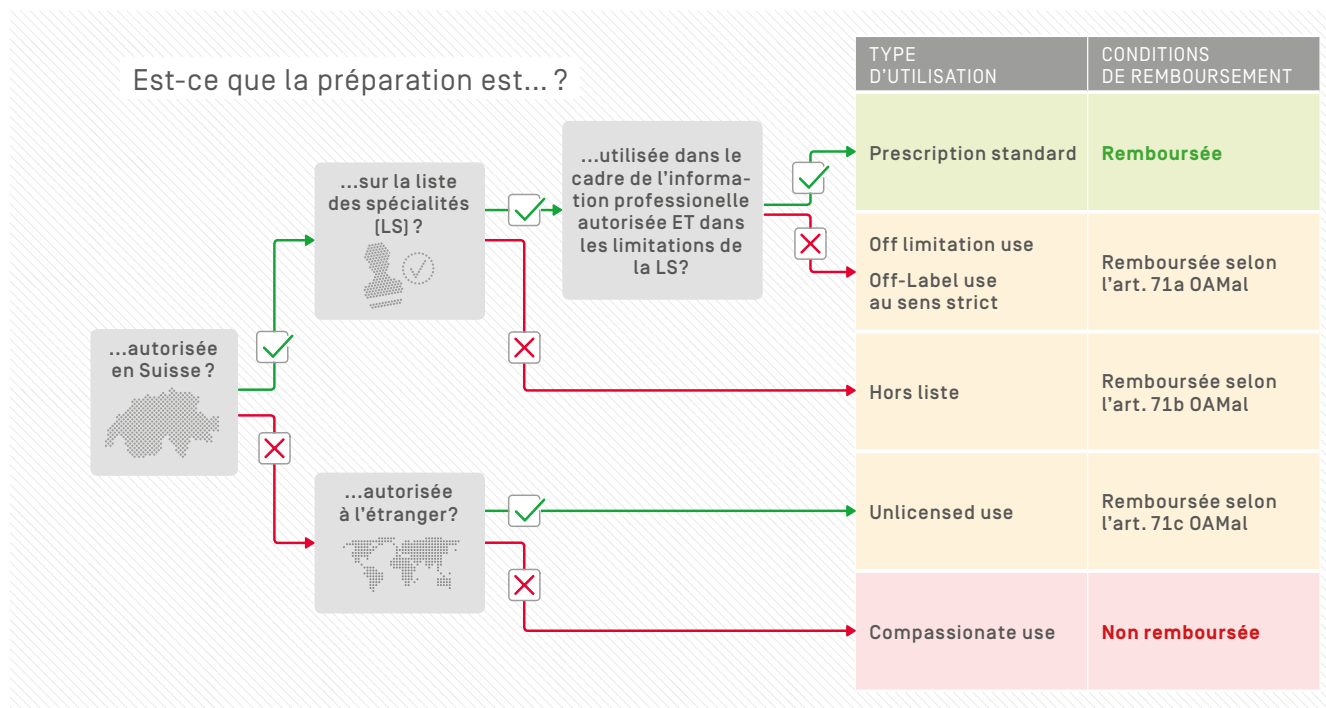 Est-ce que la préparation est... ?
TYPE
D'UTILISATION
CONDITIONS
DE REMBOURSEMENT
...autorisée
en Suisse ?
...sur la liste
des spécialités
(LS) ?
...utilisée dans le
cadre de l'informa-
tion professionelle
autorisée ET dans
les limitations de
la LS?
...autorisée
à l'étranger?
Prescription standard
Remboursée
Off limitation use
Off-Label use
au sens strict
Remboursée selon
l'art. 71a OAMal
Hors liste
Remboursée selon
l'art. 71b OAMal
Unlicensed use
Remboursée selon
l'art. 71c OAMal
Compassionate use
Non remboursée